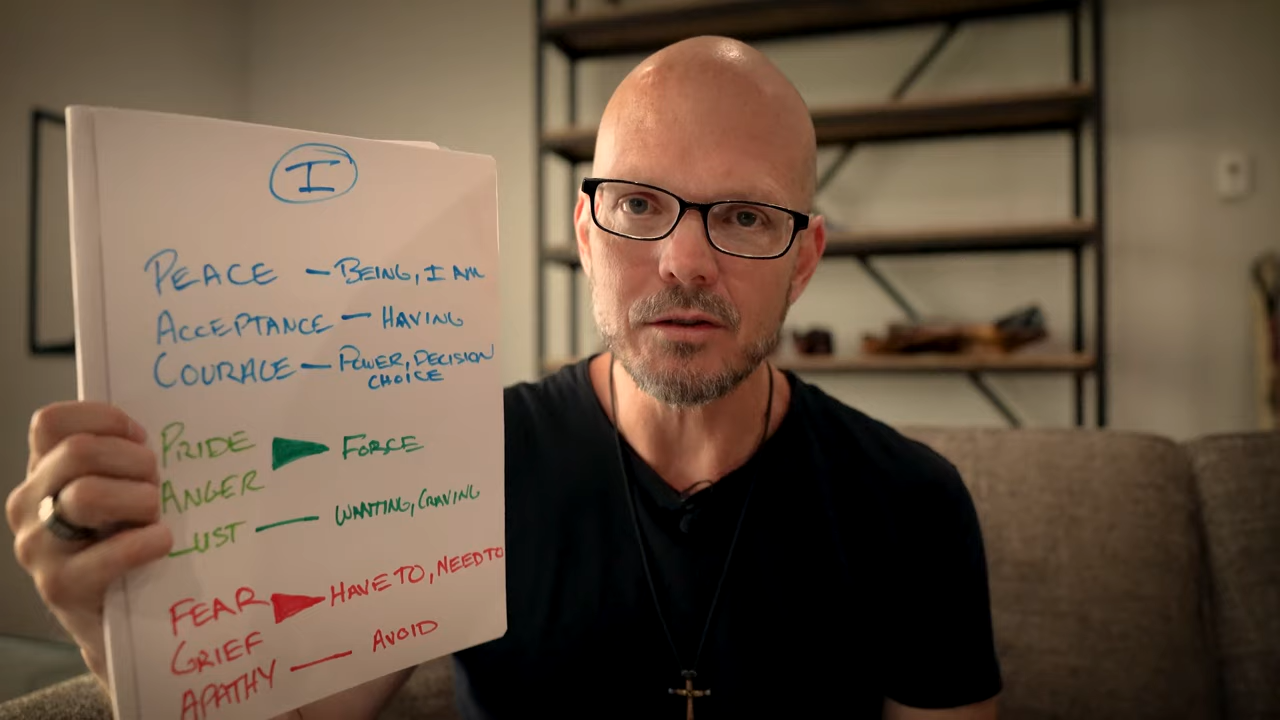 I
PEACE – BEING, I AM
ACCEPTANCE – HAVING
COURAGE – POWER, DECISION
CHOICE
PRIDE ▶ FORCE
ANGER
LUST — WANTING, CRAVING
FEAR ▶ HAVE TO, NEED TO
GRIEF
APATHY — AVOID